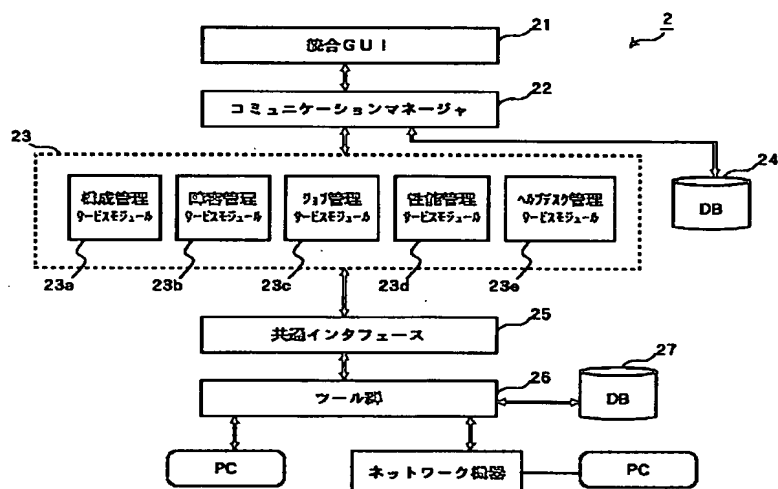 21
2
統合GUI
22
コミュニケーションマネージャ
23
24
構成管理
サービスモジュール
障害管理
サービスモジュール
ジョブ管理
サービスモジュール
性能管理
サービスモジュール
ヘルプデスク管理
サービスモジュール
DB
23a
23b
23c
23d
23e
25
共通インタフェース
27
26
ツール群
DB
PC
ネットワーク機器
PC